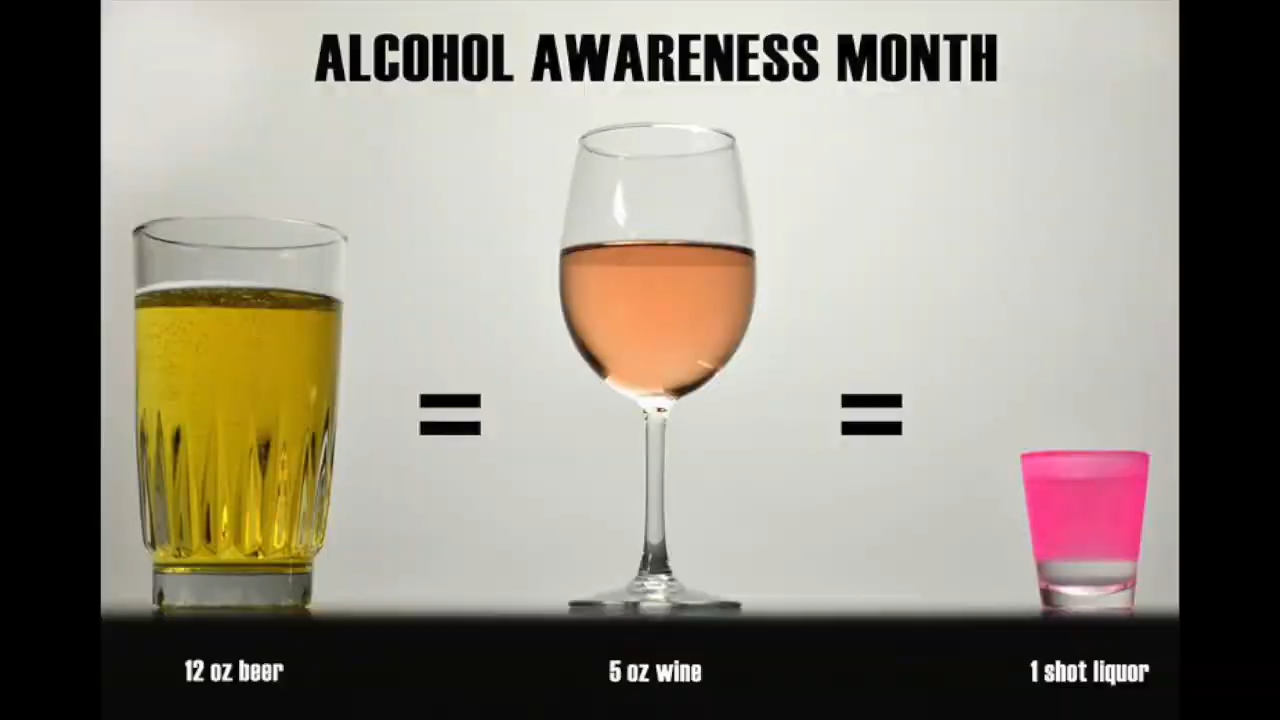 ALCOHOL AWARENESS MONTH
=
=
12 oz beer
5 oz wine
1 shot liquor